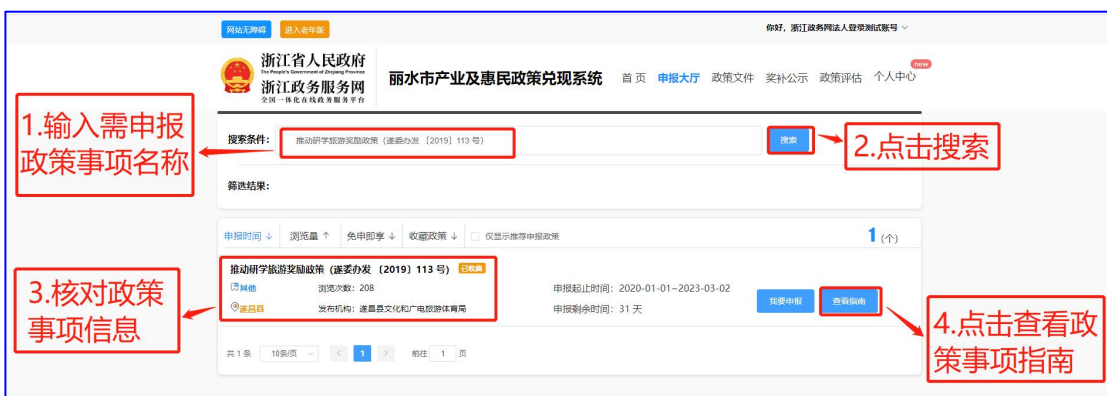 网站无障碍 进入老年版 你好，浙江政务网法人登录测试账号
浙江省人民政府
The People's Government of Zhejiang Province
浙江政务服务网
全国一体化在线政务服务平台
丽水市产业及惠民政策兑现系统 首页 申报大厅 政策文件 奖补公示 政策评估 个人中心 new
1.输入需申报
政策事项名称
搜索条件： 推动研学旅游奖励政策（遂委办发〔2019〕113号） 搜索
2.点击搜索
筛选结果：
申报时间↓ 浏览量↑ 免申即享↓ 收藏政策↓ 仅显示推荐申报政策 1（个）
推动研学旅游奖励政策（遂委办发〔2019〕113号） 已收藏
其他 浏览次数：208 申报起止时间：2020-01-01~2023-03-02
遂昌县 发布机构：遂昌县文化和广电旅游体育局 申报剩余时间：31天
我要申报 查看指南
3.核对政策
事项信息
4.点击查看政
策事项指南
共1条 10条/页 < 1 > 前往 1 页